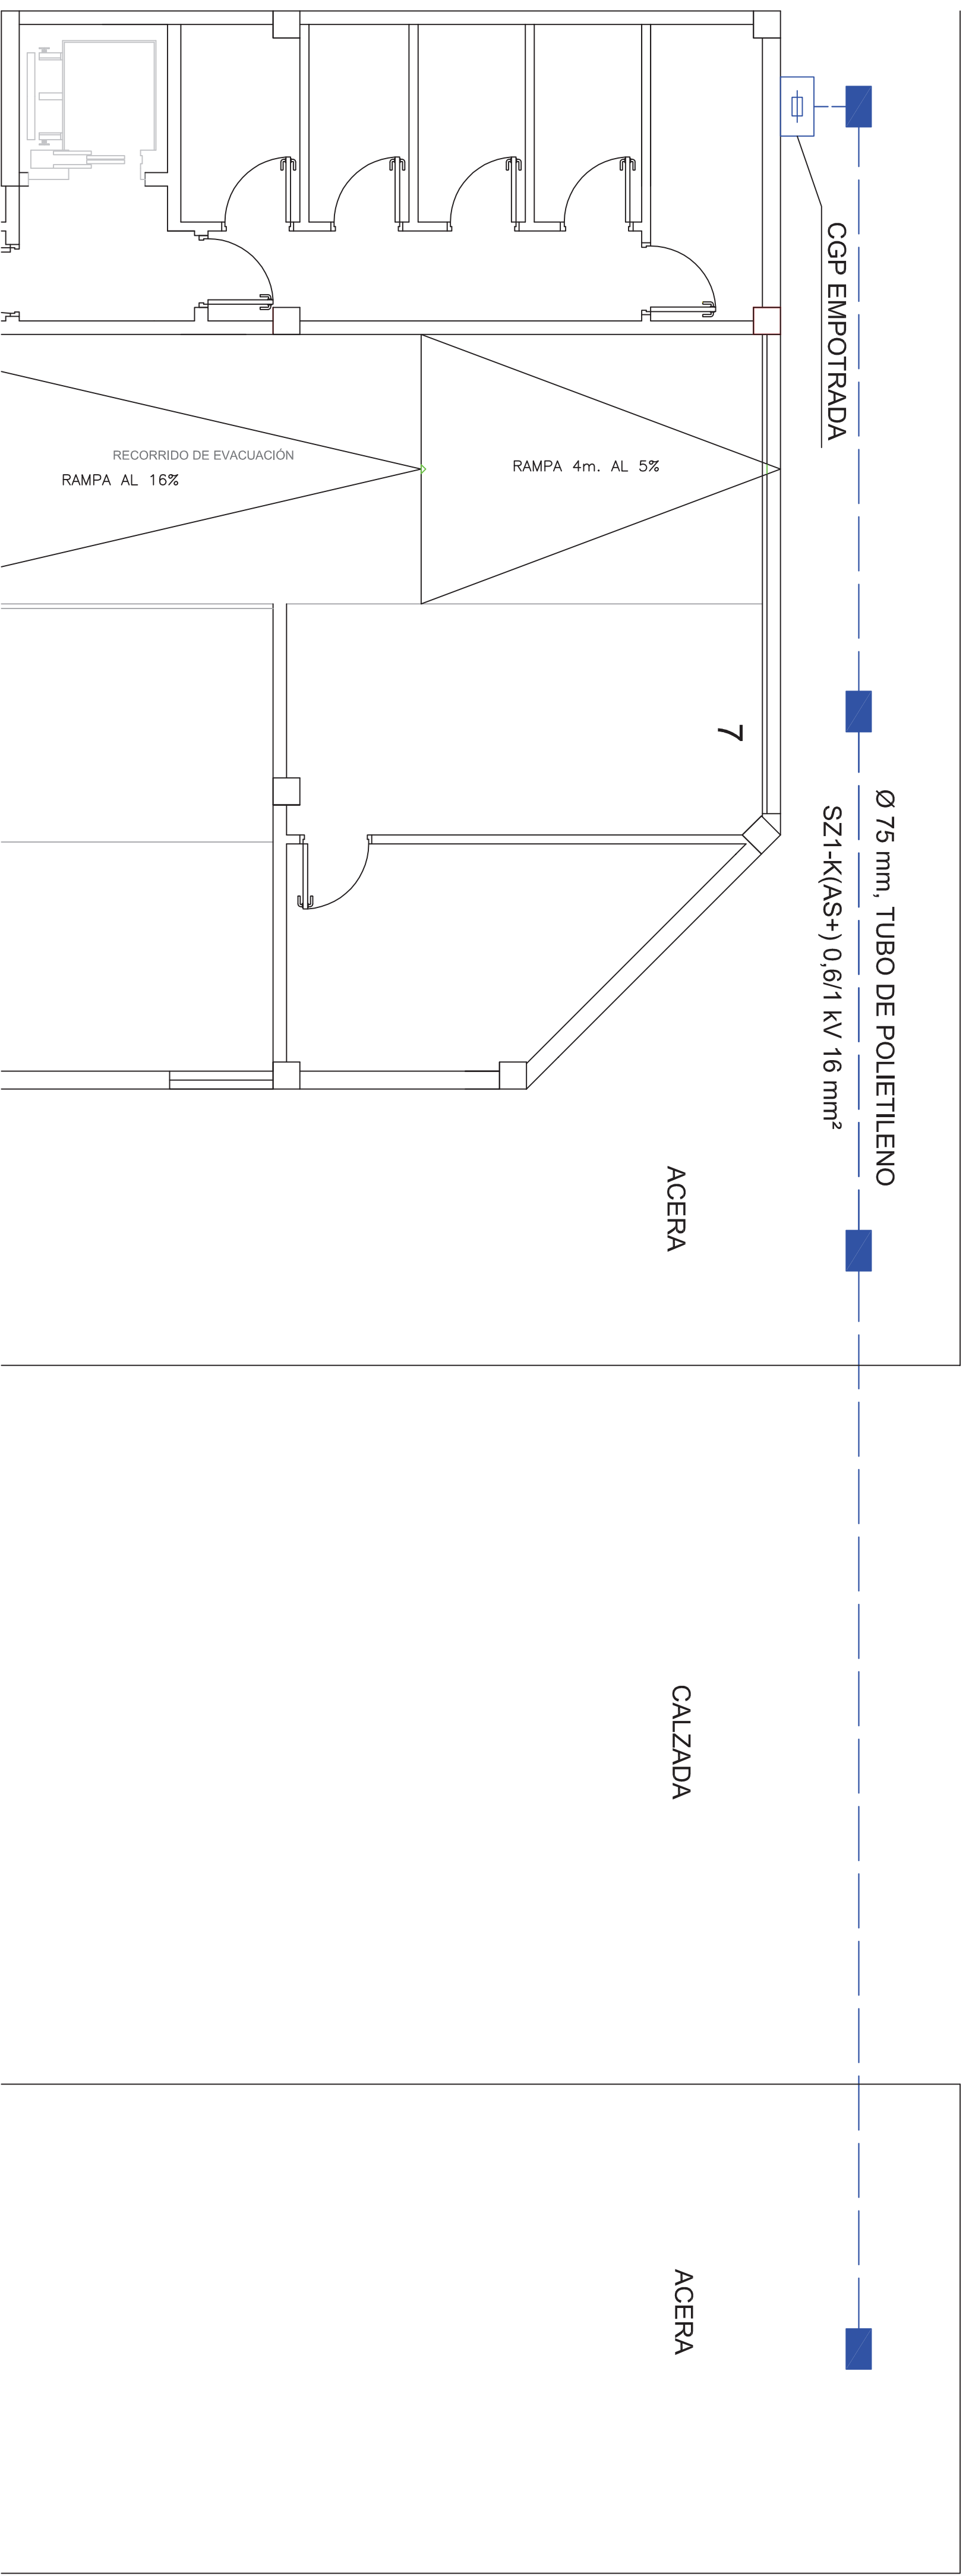 CGP EMPOTRADA
RECORRIDO DE EVACUACIÓN
RAMPA AL 16%
RAMPA 4m. AL 5%
7
Ø 75 mm, TUBO DE POLIETILENO
SZ1-K(AS+) 0,6/1 kV 16 mm²
ACERA
CALZADA
ACERA